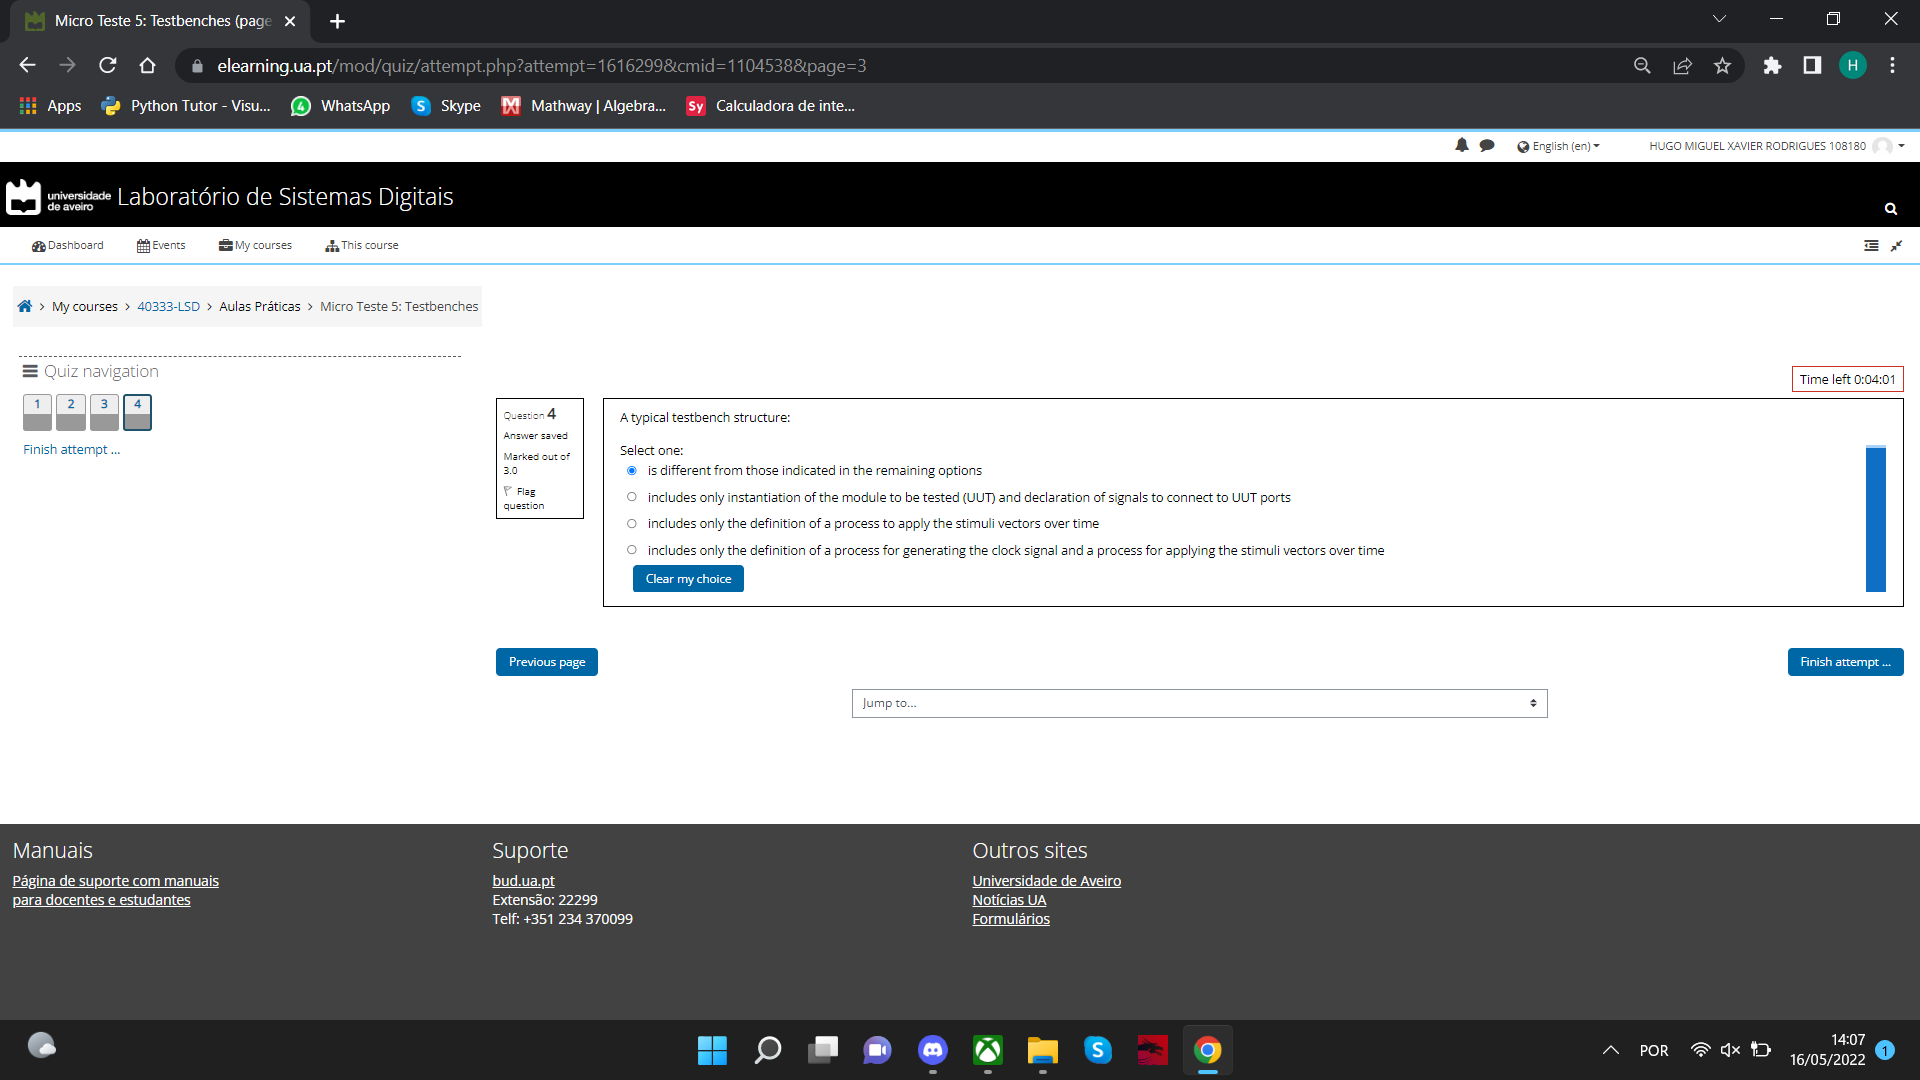 Micro Teste 5: Testbenches (page
elearning.ua.pt/mod/quiz/attempt.php?attempt=1616299&cmid=1104538&page=3
H
Apps
Python Tutor - Visu...
4
WhatsApp
S
Skype
Mathway | Algebra...
Sy
Calculadora de inte...
English (en)
HUGO MIGUEL XAVIER RODRIGUES 108180
universidade
de aveiro
Laboratório de Sistemas Digitais
Dashboard
Events
My courses
This course
My courses
40333-LSD
Aulas Práticas
Micro Teste 5: Testbenches
Quiz navigation
1
2
3
4
Finish attempt ...
Time left 0:04:01
Question 4
Answer saved
Marked out of
3.0
Flag
question
A typical testbench structure:
Select one:
is different from those indicated in the remaining options
includes only instantiation of the module to be tested (UUT) and declaration of signals to connect to UUT ports
includes only the definition of a process to apply the stimuli vectors over time
includes only the definition of a process for generating the clock signal and a process for applying the stimuli vectors over time
Clear my choice
Previous page
Finish attempt ...
Jump to...
Manuais
Página de suporte com manuais
para docentes e estudantes
Suporte
bud.ua.pt
Extensão: 22299
Telf: +351 234 370099
Outros sites
Universidade de Aveiro
Notícias UA
Formulários
S
POR
14:07
16/05/2022
1